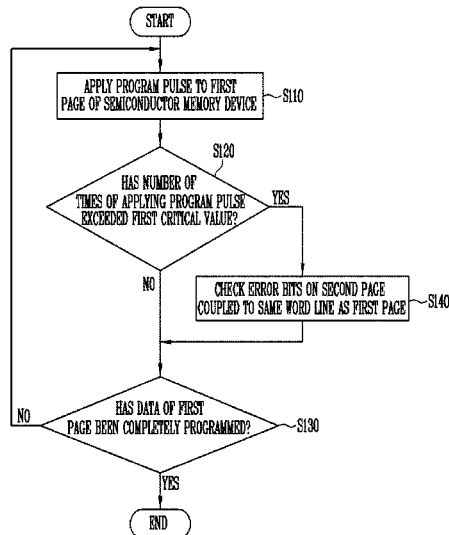 START
APPLY PROGRAM PULSE TO FIRST
PAGE OF SEMICONDUCTOR MEMORY DEVICE
S110
S120
HAS NUMBER OF
TIMES OF APPLYING PROGRAM PULSE
EXCEEDED FIRST CRITICAL VALUE?
YES
NO
CHECK ERROR BITS ON SECOND PAGE
COUPLED TO SAME WORD LINE AS FIRST PAGE
S140
NO
HAS DATA OF FIRST
PAGE BEEN COMPLETELY PROGRAMMED?
S130
YES
END